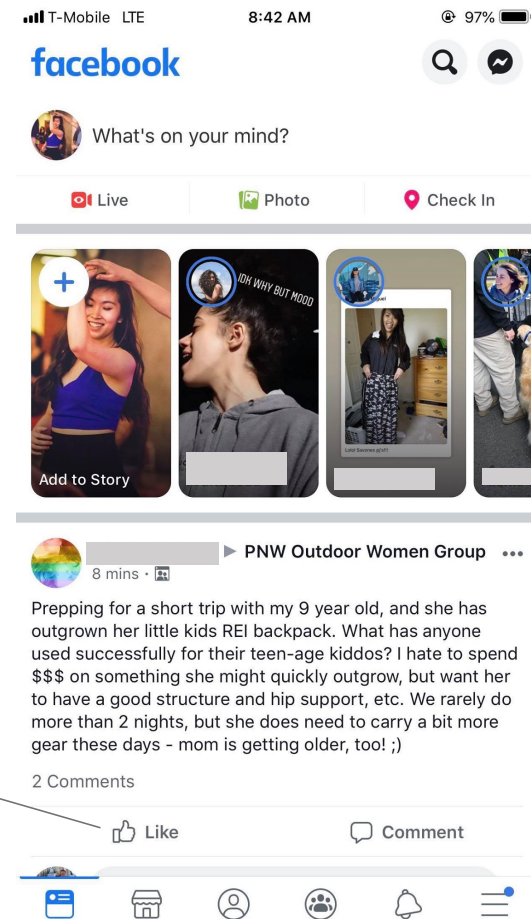 T-Mobile LTE
8:42 AM
97%
facebook
What's on your mind?
Live
Photo
Check In
IDK WHY BUT MOOD
Add to Story
PNW Outdoor Women Group
8 mins ·
Prepping for a short trip with my 9 year old, and she has
outgrown her little kids REI backpack. What has anyone
used successfully for their teen-age kiddos? I hate to spend
$$$ on something she might quickly outgrow, but want her
to have a good structure and hip support, etc. We rarely do
more than 2 nights, but she does need to carry a bit more
gear these days - mom is getting older, too! ;)
2 Comments
Like
Comment